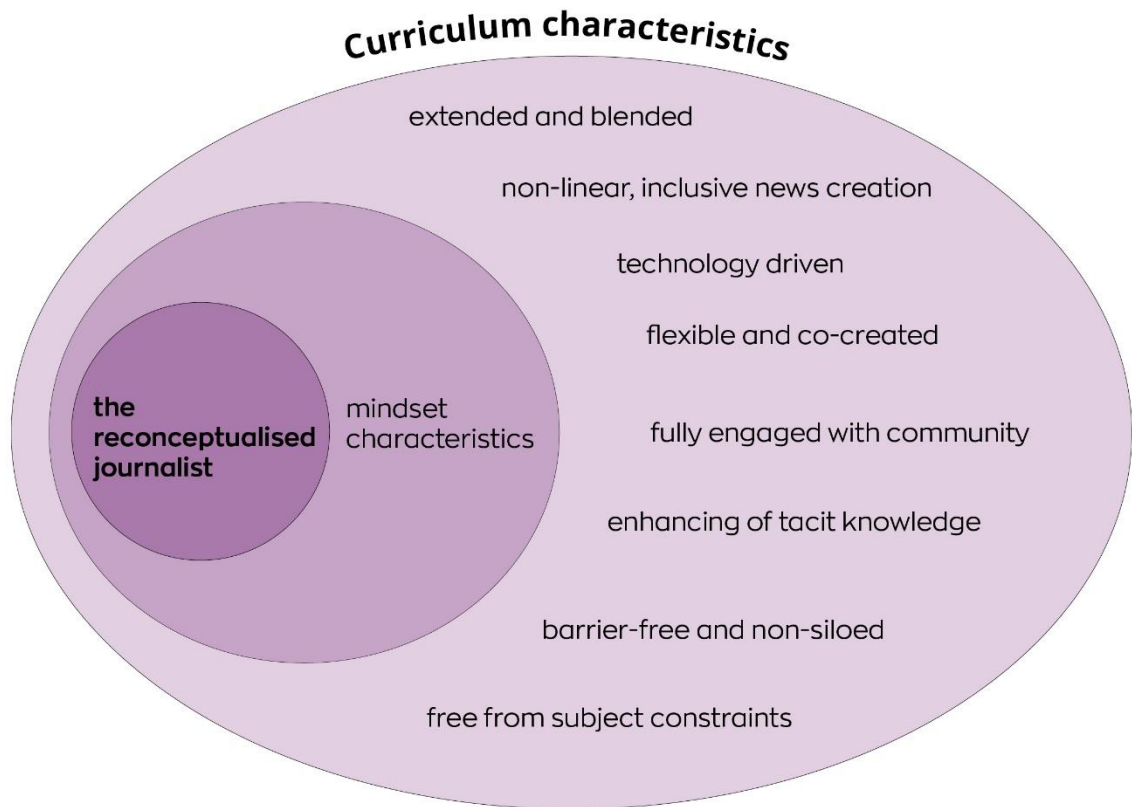 Curriculum characteristics
extended and blended
non-linear, inclusive news creation
technology driven
flexible and co-created
the
reconceptualised
journalist
mindset
characteristics
fully engaged with community
enhancing of tacit knowledge
barrier-free and non-siloed
free from subject constraints